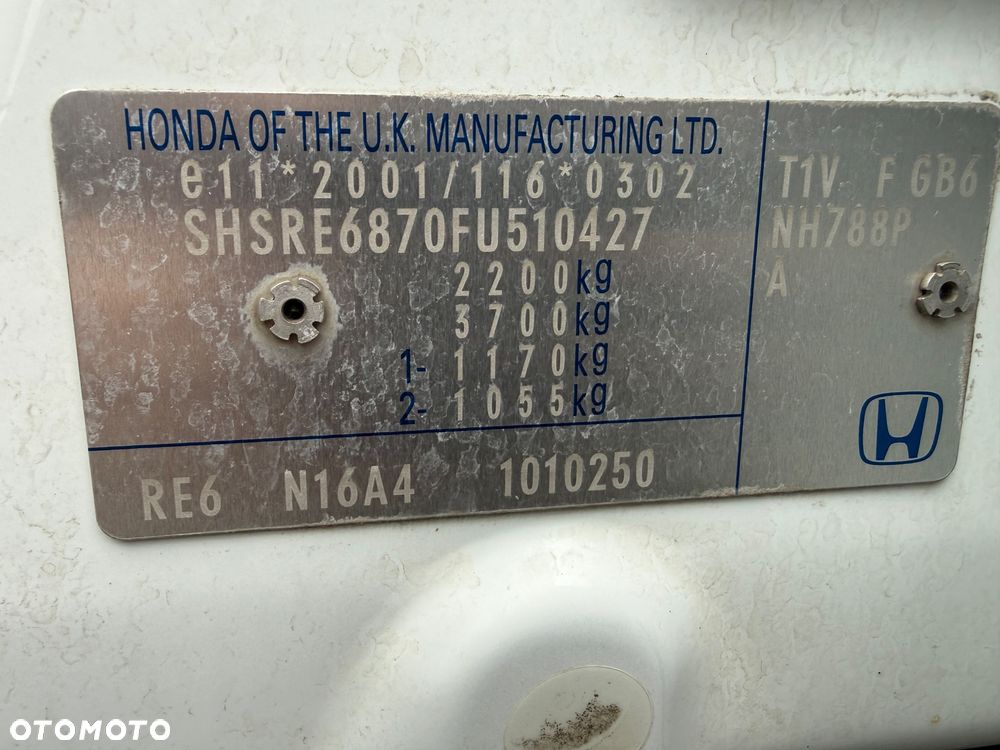 HONDA OF THE U.K. MANUFACTURING LTD.
e11*2001/116*0302
SHSRE6870FU510427
2200kg
3700kg
1- 1170kg
2- 1055kg
RE6 N16A4 1010250
T1V F GB6
NH788P
A
OTOMOTO